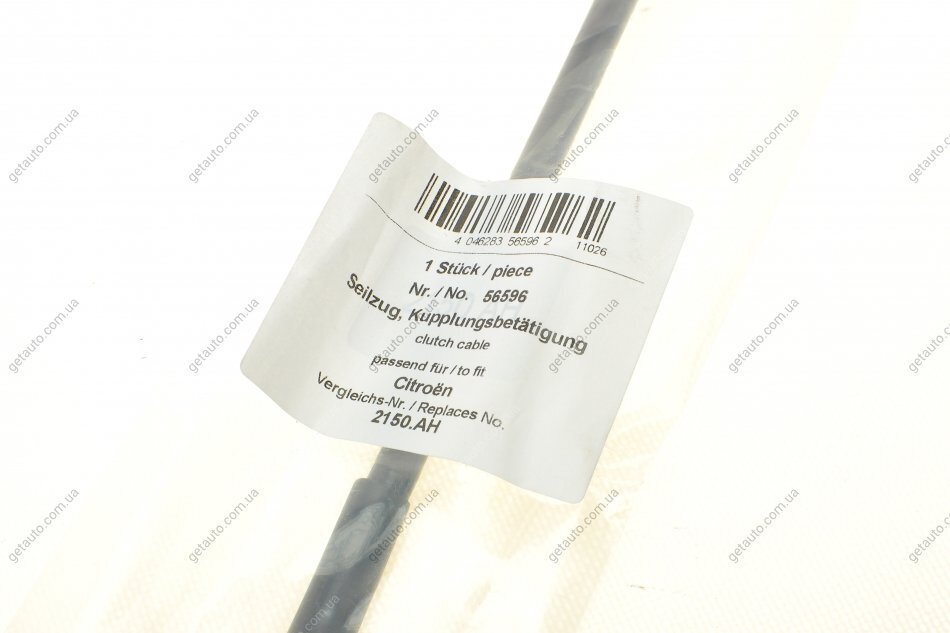 4 046283 56596 2 11026
1 Stück / piece
Nr. / No. 56596
Seilzug, Kupplungsbetätigung
clutch cable
passend für / to fit
Citroën
Vergleichs-Nr. / Replaces No.
2150.AH
getauto.com.ua